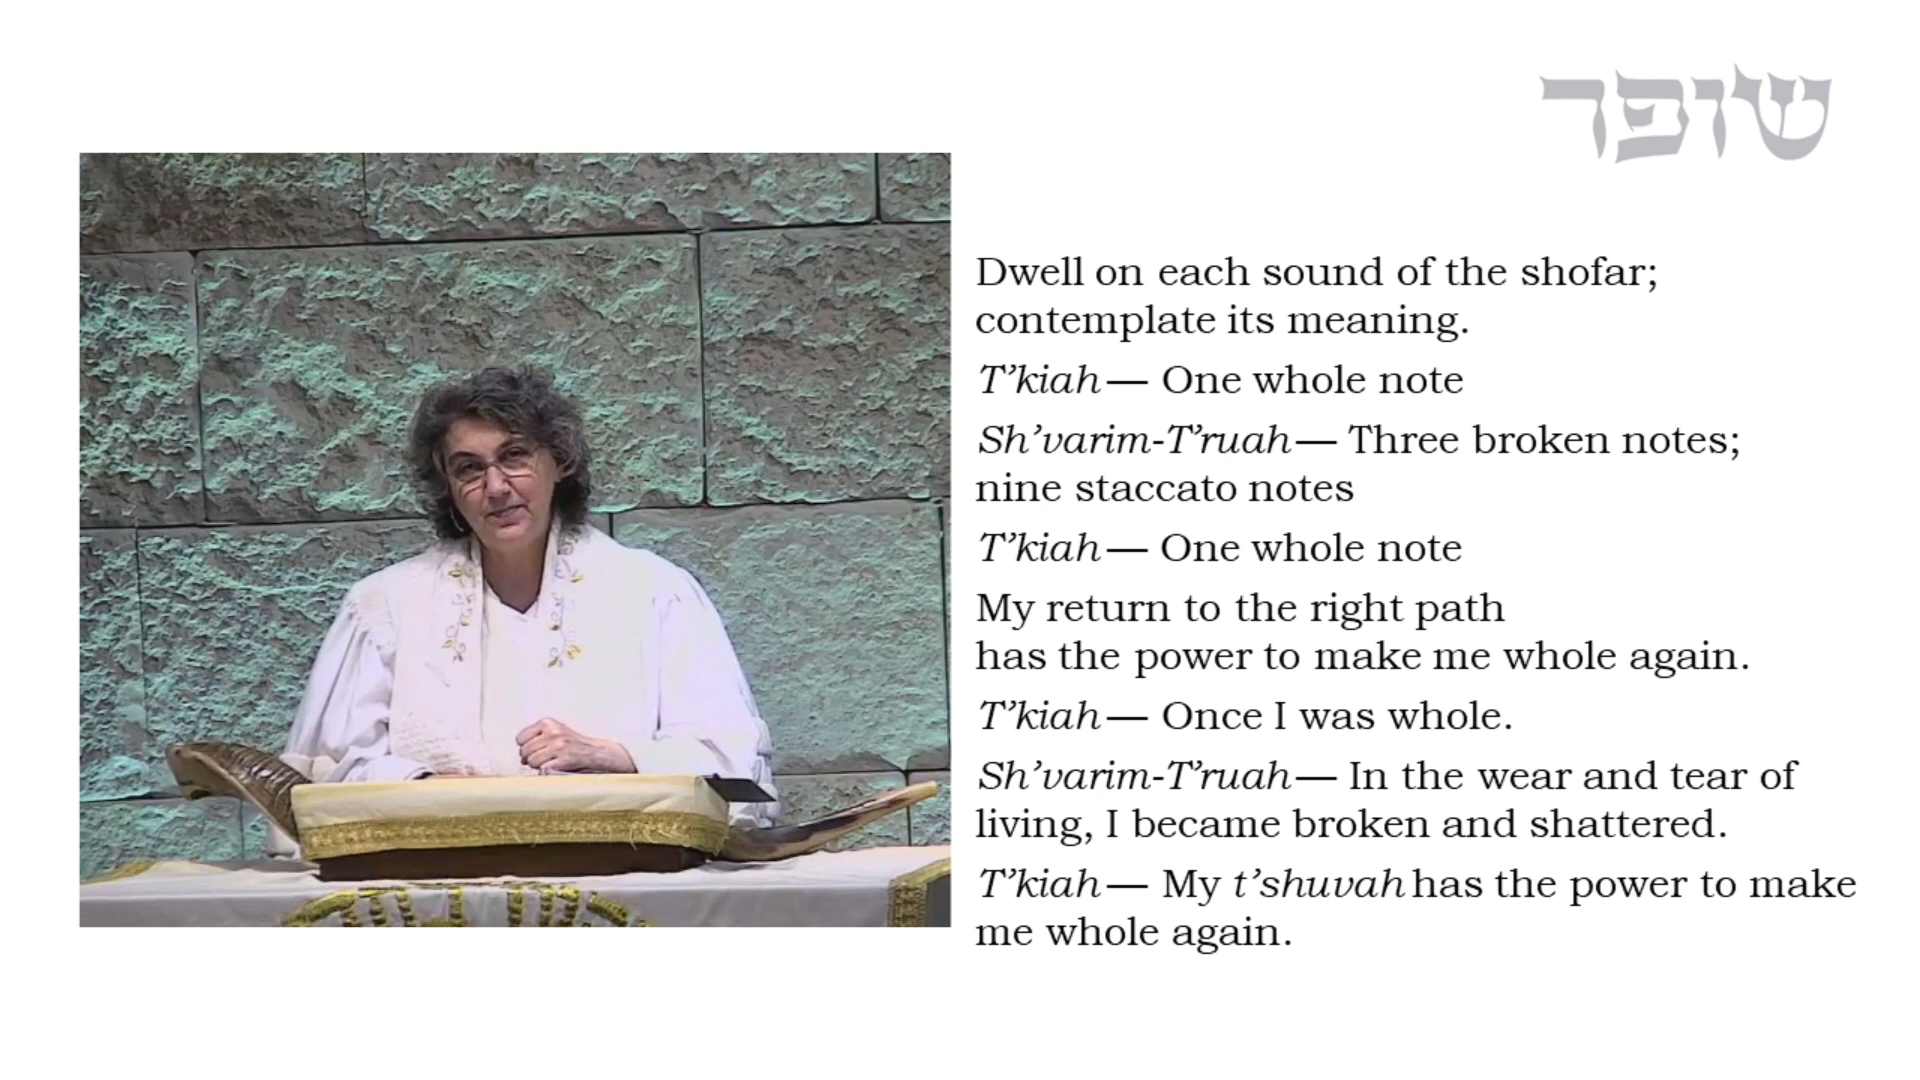 שופר
Dwell on each sound of the shofar;
contemplate its meaning.
T’kiah— One whole note
Sh’varim-T’ruah— Three broken notes;
nine staccato notes
T’kiah— One whole note
My return to the right path
has the power to make me whole again.
T’kiah— Once I was whole.
Sh’varim-T’ruah— In the wear and tear of
living, I became broken and shattered.
T’kiah— My t’shuvah has the power to make
me whole again.